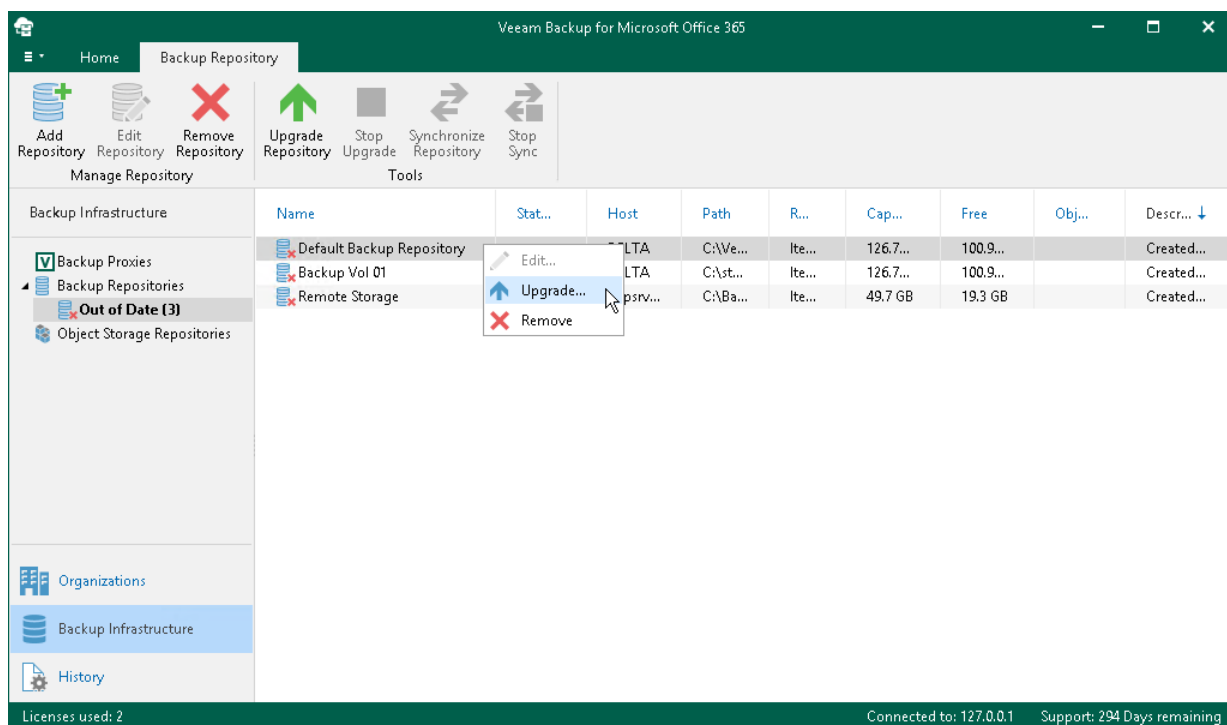 Veeam Backup for Microsoft Office 365
Home Backup Repository
Add Repository
Edit Repository
Remove Repository
Manage Repository
Upgrade Repository
Stop Upgrade
Synchronize Repository
Stop Sync
Tools
Backup Infrastructure
V Backup Proxies
Backup Repositories
Out of Date (3)
Object Storage Repositories
Name Stat... Host Path R... Cap... Free Obj... Descr...
Default Backup Repository C:\Ve... Ite... 126.7... 100.9... Created...
Backup Vol 01 C:\st... Ite... 126.7... 100.9... Created...
Remote Storage C:\Ba... Ite... 49.7 GB 19.3 GB Created...
Edit...
Upgrade...
Remove
Organizations
Backup Infrastructure
History
Licenses used: 2 Connected to: 127.0.0.1 Support: 294 Days remaining